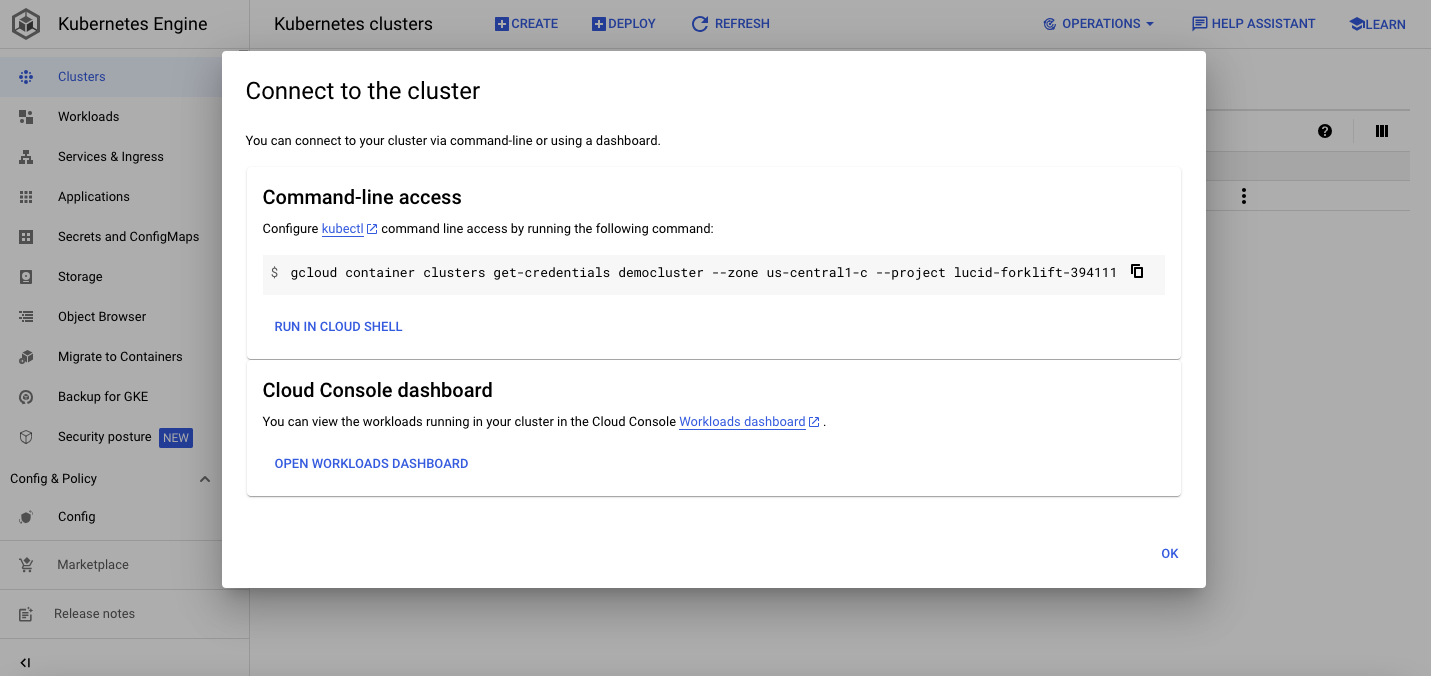 Kubernetes Engine
Kubernetes clusters
CREATE
DEPLOY
REFRESH
OPERATIONS
HELP ASSISTANT
LEARN
Clusters
Workloads
Services & Ingress
Applications
Secrets and ConfigMaps
Storage
Object Browser
Migrate to Containers
Backup for GKE
Security posture NEW
Config & Policy
Config
Marketplace
Release notes
Connect to the cluster
You can connect to your cluster via command-line or using a dashboard.
Command-line access
Configure kubectl command line access by running the following command:
$ gcloud container clusters get-credentials democluster --zone us-central1-c --project lucid-forklift-394111
RUN IN CLOUD SHELL
Cloud Console dashboard
You can view the workloads running in your cluster in the Cloud Console Workloads dashboard .
OPEN WORKLOADS DASHBOARD
OK